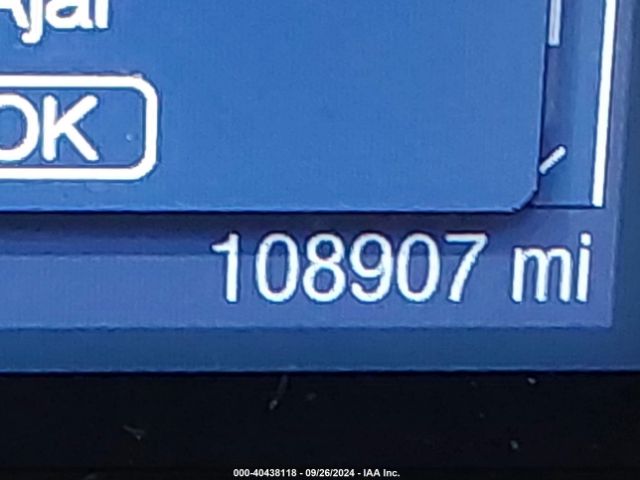 Ajar
OK
108907 mi
000-40438118 - 09/26/2024 - IAA Inc.